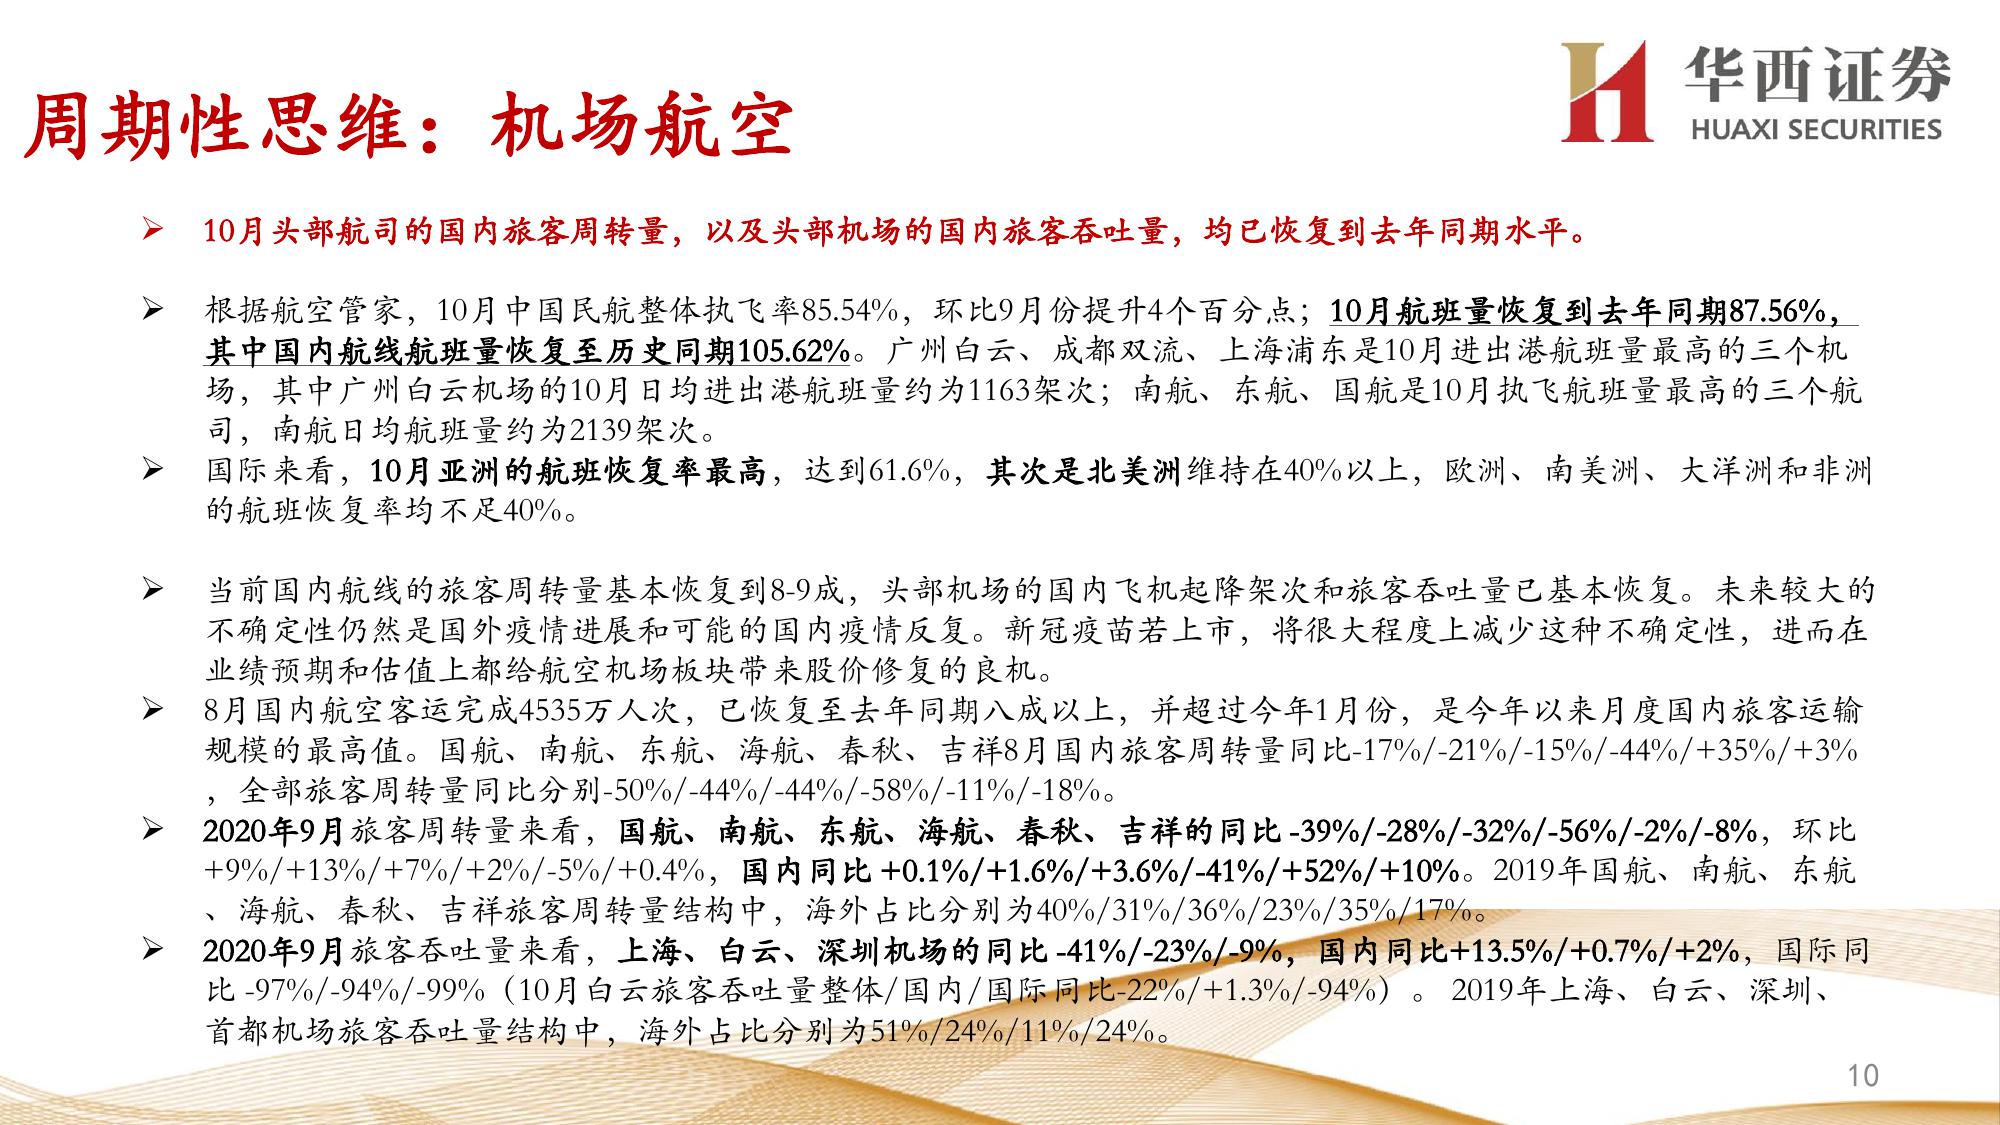 华西证券
HUAXI SECURITIES
周期性思维：机场航空
➢ 10月头部航司的国内旅客周转量，以及头部机场的国内旅客吞吐量，均已恢复到去年同期水平。
➢ 根据航空管家，10月中国民航整体执飞率85.54%，环比9月份提升4个百分点；10月航班量恢复到去年同期87.56%，
其中国内航线航班量恢复至历史同期105.62%。广州白云、成都双流、上海浦东是10月进出港航班量最高的三个机
场，其中广州白云机场的10月日均进出港航班量约为1163架次；南航、东航、国航是10月执飞航班量最高的三个航
司，南航日均航班量约为2139架次。
➢ 国际来看，10月亚洲的航班恢复率最高，达到61.6%，其次是北美洲维持在40%以上，欧洲、南美洲、大洋洲和非洲
的航班恢复率均不足40%。
➢ 当前国内航线的旅客周转量基本恢复到8-9成，头部机场的国内飞机起降架次和旅客吞吐量已基本恢复。未来较大的
不确定性仍然是国外疫情进展和可能的国内疫情反复。新冠疫苗若上市，将很大程度上减少这种不确定性，进而在
业绩预期和估值上都给航空机场板块带来股价修复的良机。
➢ 8月国内航空客运完成4535万人次，已恢复至去年同期八成以上，并超过今年1月份，是今年以来月度国内旅客运输
规模的最高值。国航、南航、东航、海航、春秋、吉祥8月国内旅客周转量同比-17%/-21%/-15%/-44%/+35%/+3%
，全部旅客周转量同比分别-50%/-44%/-44%/-58%/-11%/-18%。
➢ 2020年9月旅客周转量来看，国航、南航、东航、海航、春秋、吉祥的同比 -39%/-28%/-32%/-56%/-2%/-8%，环比
+9%/+13%/+7%/+2%/-5%/+0.4%，国内同比 +0.1%/+1.6%/+3.6%/-41%/+52%/+10%。2019年国航、南航、东航
、海航、春秋、吉祥旅客周转量结构中，海外占比分别为40%/31%/36%/23%/35%/17%。
➢ 2020年9月旅客吞吐量来看，上海、白云、深圳机场的同比 -41%/-23%/-9%，国内同比+13.5%/+0.7%/+2%，国际同
比 -97%/-94%/-99%（10月白云旅客吞吐量整体/国内/国际同比-22%/+1.3%/-94%）。 2019年上海、白云、深圳、
首都机场旅客吞吐量结构中，海外占比分别为51%/24%/11%/24%。
10